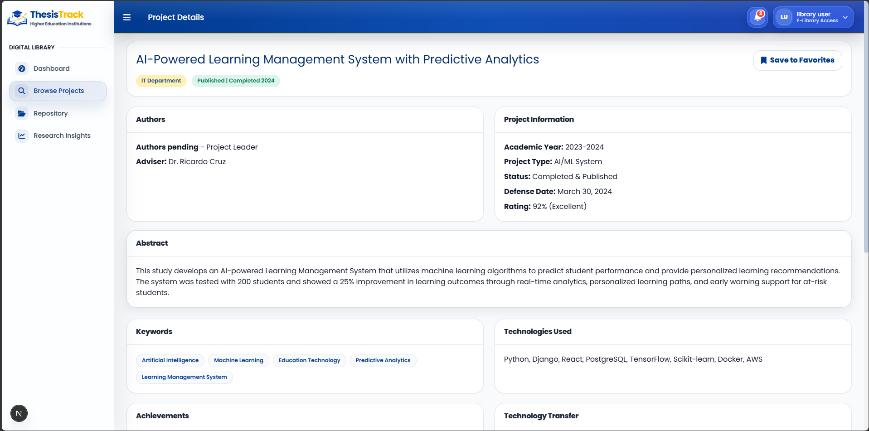 ThesisTrack
Higher Education Institutions
DIGITAL LIBRARY
Dashboard
Browse Projects
Repository
Research Insights
N
Project Details
4
LU
library user
E-Library Access
AI-Powered Learning Management System with Predictive Analytics
Save to Favorites
IT Department
Published | Completed 2024
Authors
Authors pending - Project Leader
Adviser: Dr. Ricardo Cruz
Project Information
Academic Year: 2023-2024
Project Type: AI/ML System
Status: Completed & Published
Defense Date: March 30, 2024
Rating: 92% (Excellent)
Abstract
This study develops an AI-powered Learning Management System that utilizes machine learning algorithms to predict student performance and provide personalized learning recommendations.
The system was tested with 200 students and showed a 25% improvement in learning outcomes through real-time analytics, personalized learning paths, and early warning support for at-risk
students.
Keywords
Artificial Intelligence
Machine Learning
Education Technology
Predictive Analytics
Learning Management System
Technologies Used
Python, Django, React, PostgreSQL, TensorFlow, Scikit-learn, Docker, AWS
Achievements
Technology Transfer